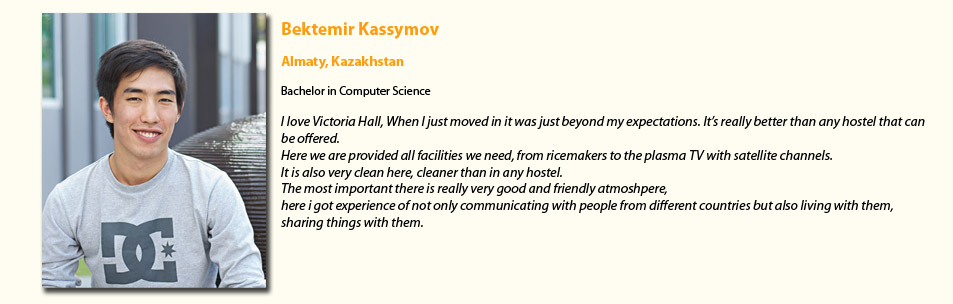 Bektemir Kassymov
Almaty, Kazakhstan
Bachelor in Computer Science
I love Victoria Hall, When I just moved in it was just beyond my expectations. It's really better than any hostel that can
be offered.
Here we are provided all facilities we need, from ricemakers to the plasma TV with satellite channels.
It is also very clean here, cleaner than in any hostel.
The most important there is really very good and friendly atmoshpere,
here i got experience of not only communicating with people from different countries but also living with them,
sharing things with them.
DC